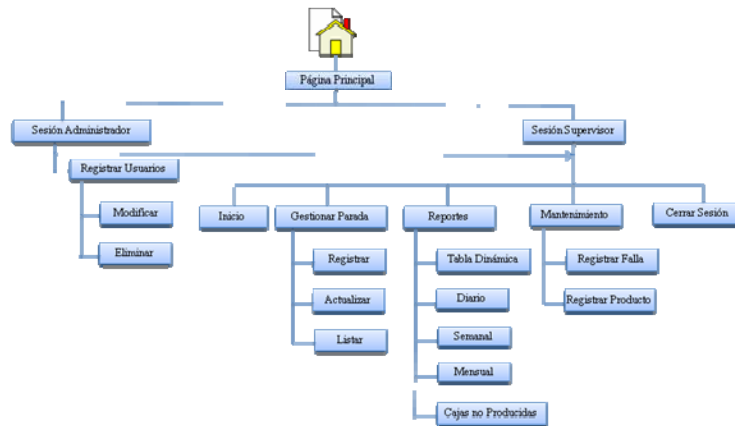 Página Principal
Sesión Administrador
Sesión Supervisor
Registrar Usuarios
Modificar
Eliminar
Inicio
Gestionar Parada
Reportes
Mantenimiento
Cerrar Sesión
Registrar
Actualizar
Listar
Tabla Dinámica
Diario
Semanal
Mensual
Cajas no Producidas
Registrar Falla
Registrar Producto